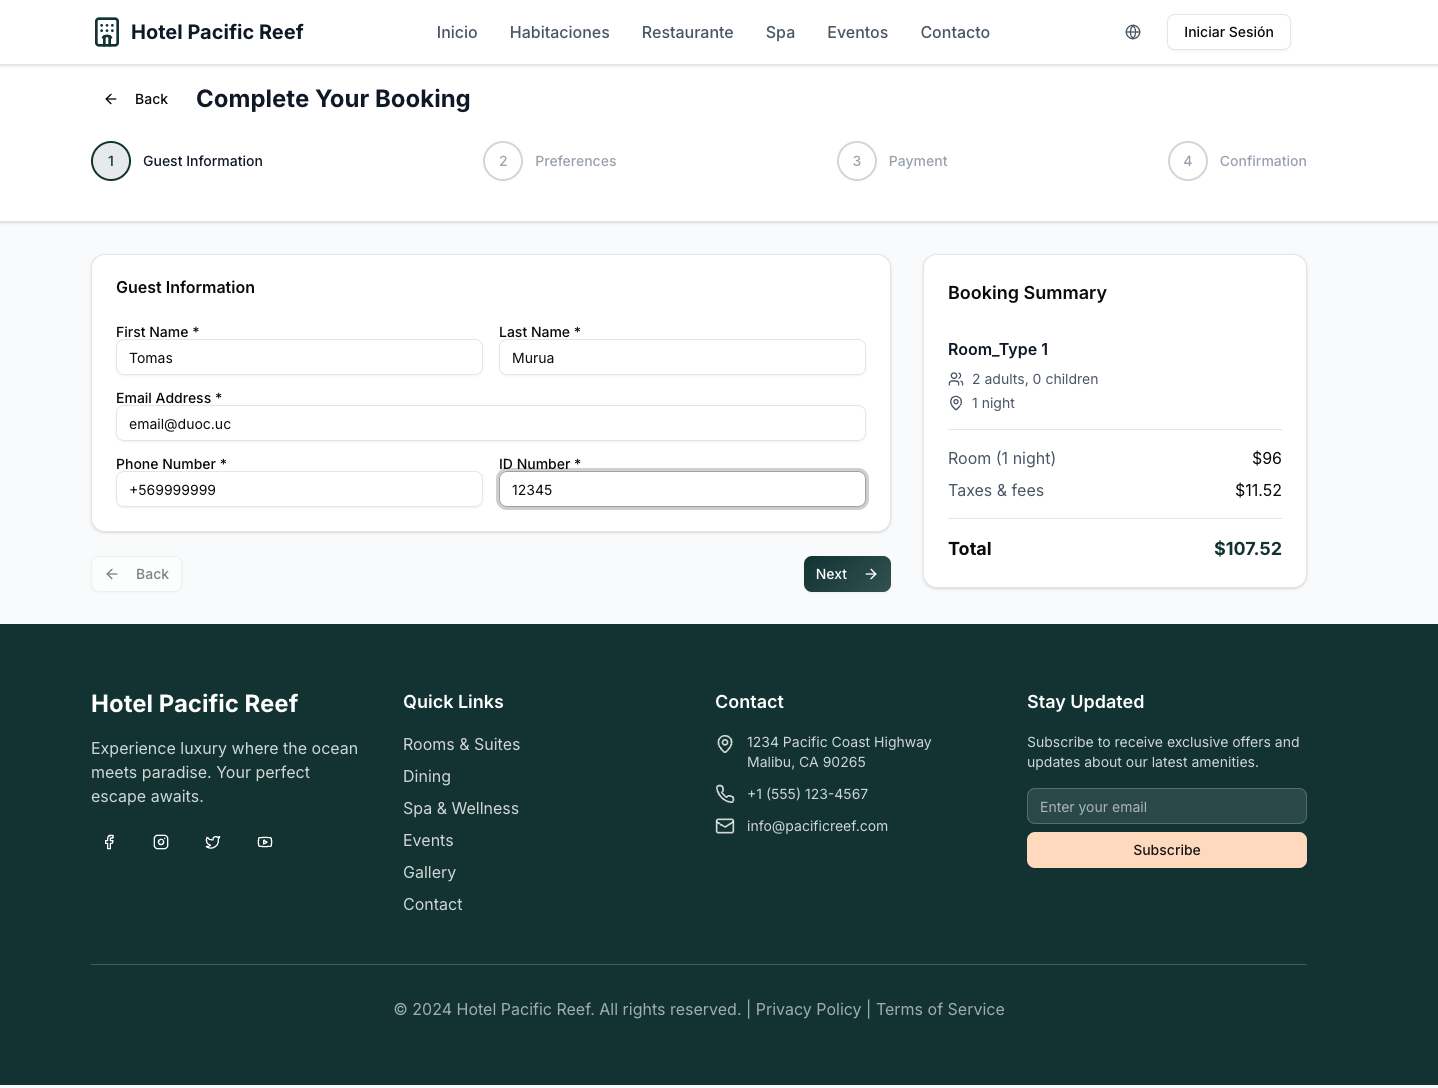 Hotel Pacific Reef
Inicio
Habitaciones
Restaurante
Spa
Eventos
Contacto
Iniciar Sesión
Back
Complete Your Booking
1
Guest Information
2
Preferences
3
Payment
4
Confirmation
Guest Information
First Name *
Tomas
Last Name *
Murua
Email Address *
email@duoc.uc
Phone Number *
+569999999
ID Number *
12345
Back
Next
Booking Summary
Room_Type 1
2 adults, 0 children
1 night
Room (1 night) $96
Taxes & fees $11.52
Total $107.52
Hotel Pacific Reef
Experience luxury where the ocean
meets paradise. Your perfect
escape awaits.
Quick Links
Rooms & Suites
Dining
Spa & Wellness
Events
Gallery
Contact
Contact
1234 Pacific Coast Highway
Malibu, CA 90265
+1 (555) 123-4567
info@pacificreef.com
Stay Updated
Subscribe to receive exclusive offers and
updates about our latest amenities.
Enter your email
Subscribe
© 2024 Hotel Pacific Reef. All rights reserved. | Privacy Policy | Terms of Service